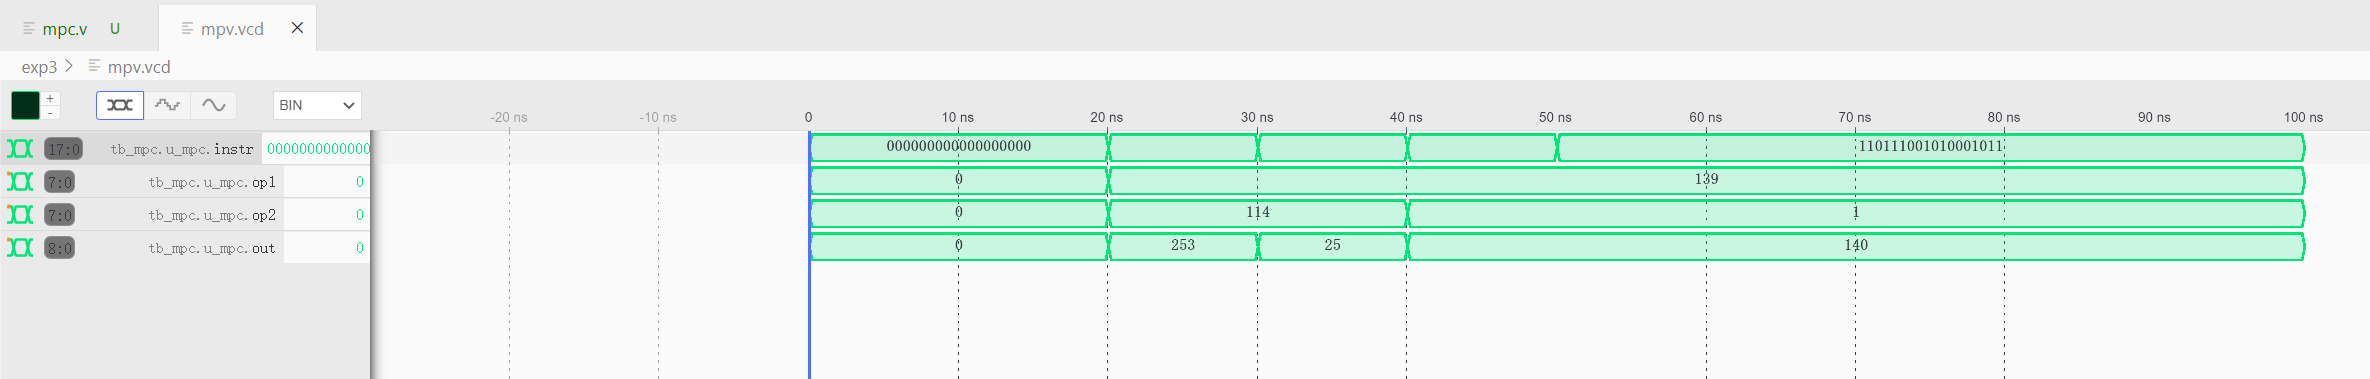 mpc.v U mpv.vcd
exp3 > mpv.vcd
+
-
BIN
-20 ns -10 ns 0 10 ns 20 ns 30 ns 40 ns 50 ns 60 ns 70 ns 80 ns 90 ns 100 ns
17:0 tb_mpc.u_mpc.instr 0000000000000 000000000000000000 110111001010001011
7:0 tb_mpc.u_mpc.op1 0 0 139
7:0 tb_mpc.u_mpc.op2 0 0 114 1
8:0 tb_mpc.u_mpc.out 0 0 253 25 140